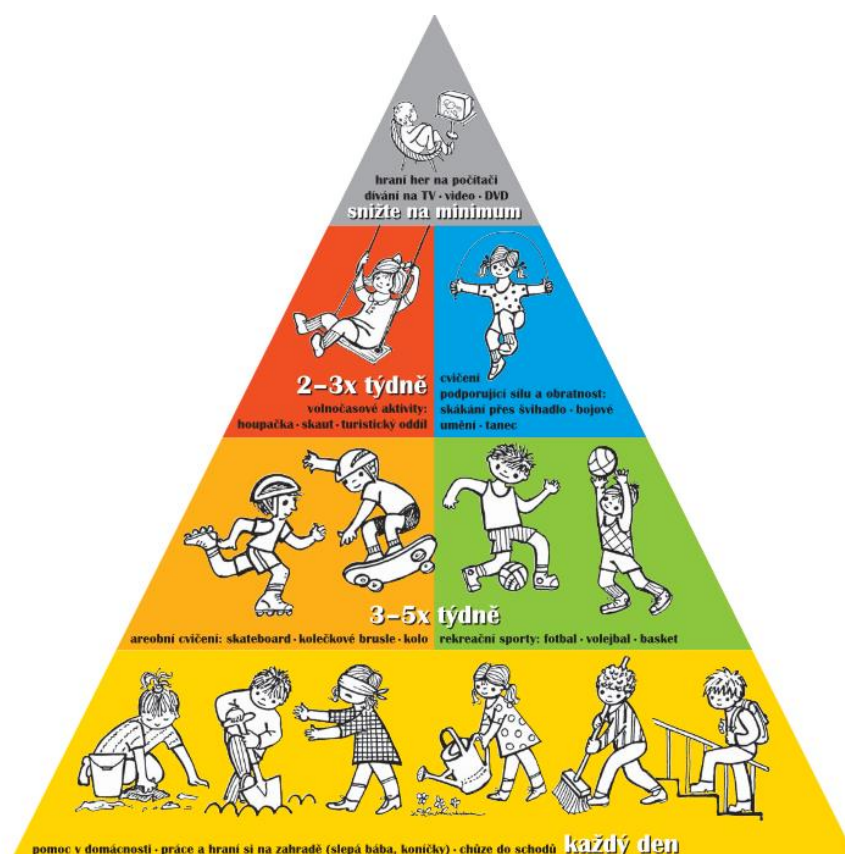 hraní her na počítači
dívání na TV · video · DVD
snižte na minimum
2–3x týdně
volnočasové aktivity:
houpačka · skaut · turistický oddíl
cvičení
podporující sílu a obratnost:
skákání přes švihadlo · bojové
umění · tanec
3–5x týdně
areobní cvičení: skateboard · kolečkové brusle · kolo
rekreační sporty: fotbal · volejbal · basket
pomoc v domácnosti · práce a hraní si na zahradě (slepá bába, koníčky) · chůze do schodů každý den